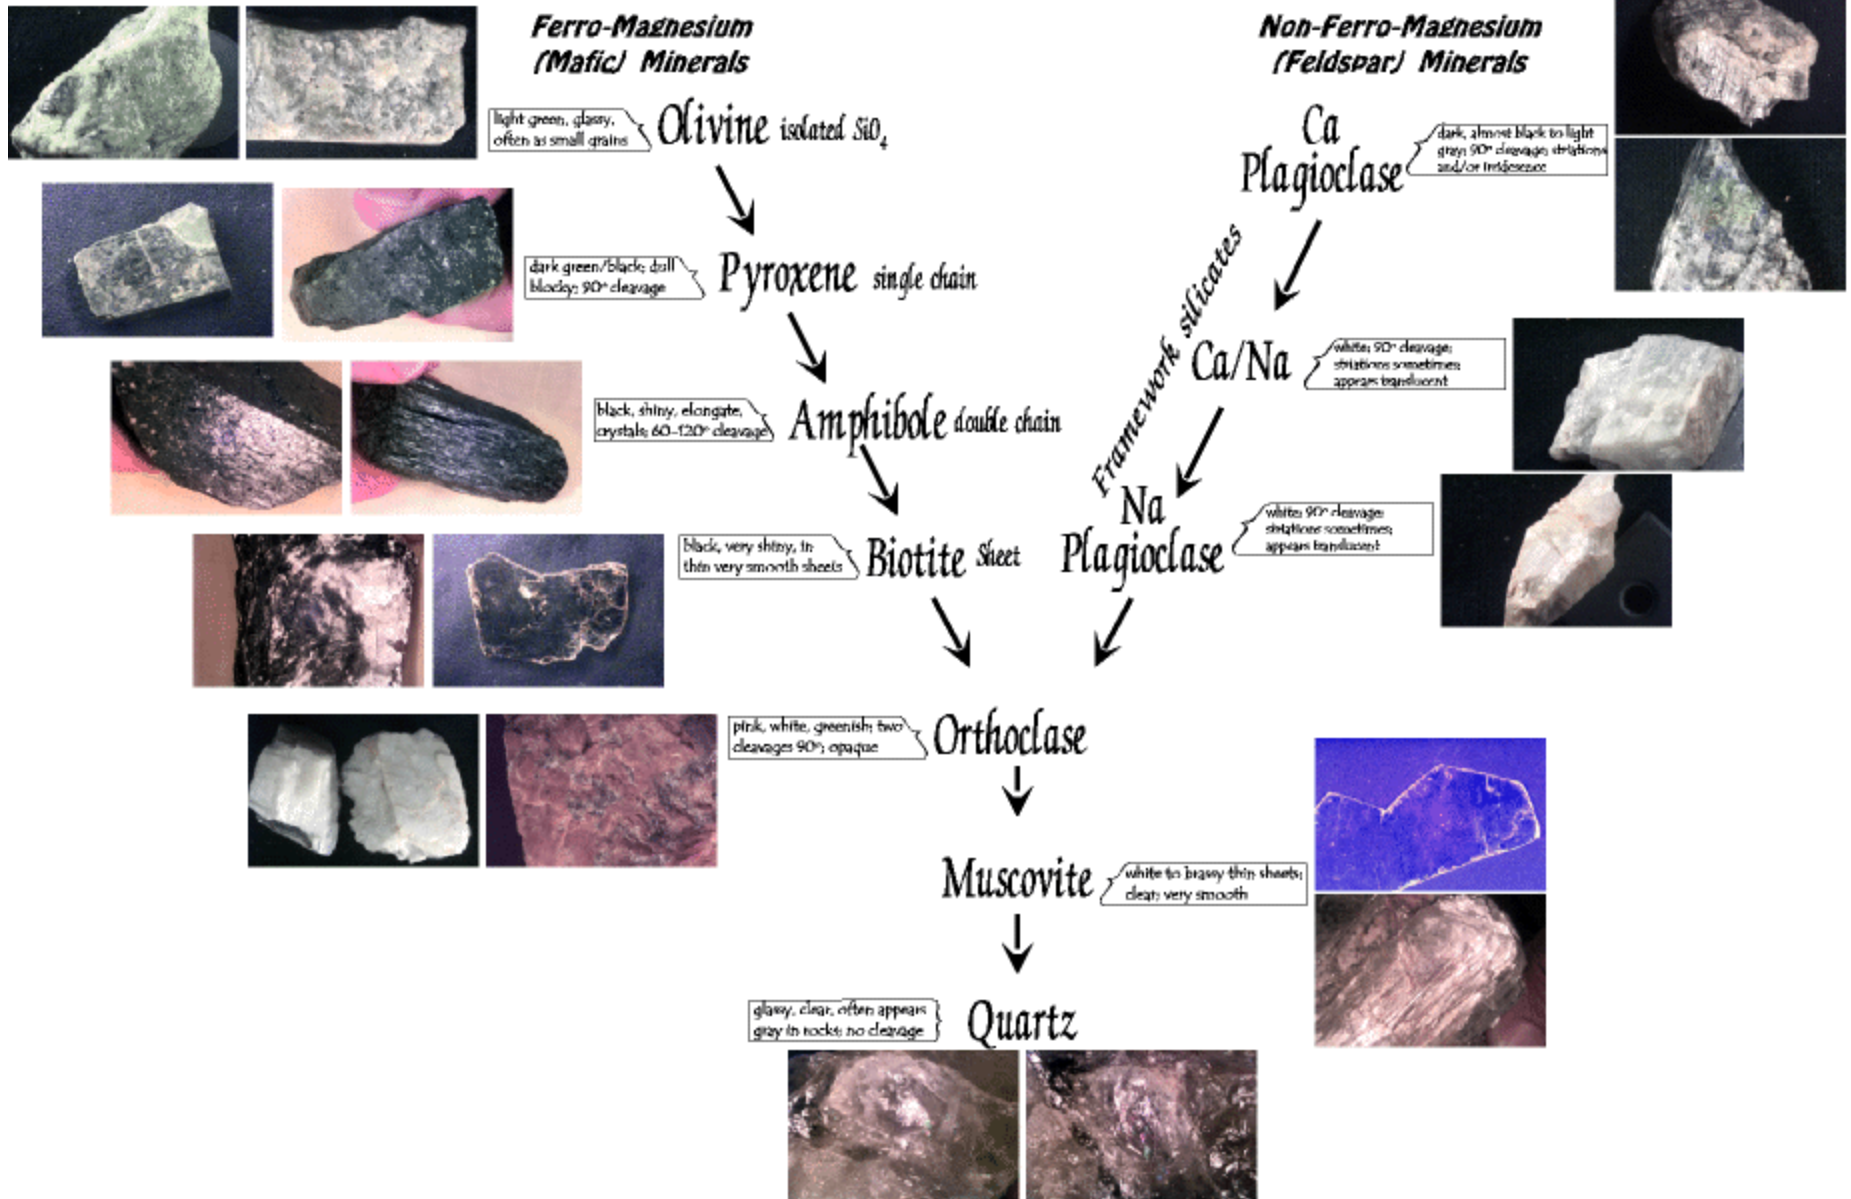 Ferro-Magnesium
(Mafic) Minerals
Non-Ferro-Magnesium
(Feldspar) Minerals
light green, glassy,
often as small grains
Olivine isolated SiO4
Ca
Plagioclase
dark, almost black to light
gray; 90° cleavage; striations
and/or iridesence
dark green/black; dull
blocky; 90° cleavage
Pyroxene single chain
Framework silicates
Ca/Na
white; 90° cleavage;
striations sometimes;
appears translucent
black, shiny, elongate,
crystals; 60-120° cleavage
Amphibole double chain
Na
Plagioclase
white; 90° cleavage;
striations sometimes;
appears translucent
black, very shiny, in
thin very smooth sheets
Biotite Sheet
pink, white, greenish; two
cleavages 90°; opaque
Orthoclase
Muscovite
white to brassy thin sheets;
clear; very smooth
glassy, clear, often appears
gray in rocks; no cleavage
Quartz